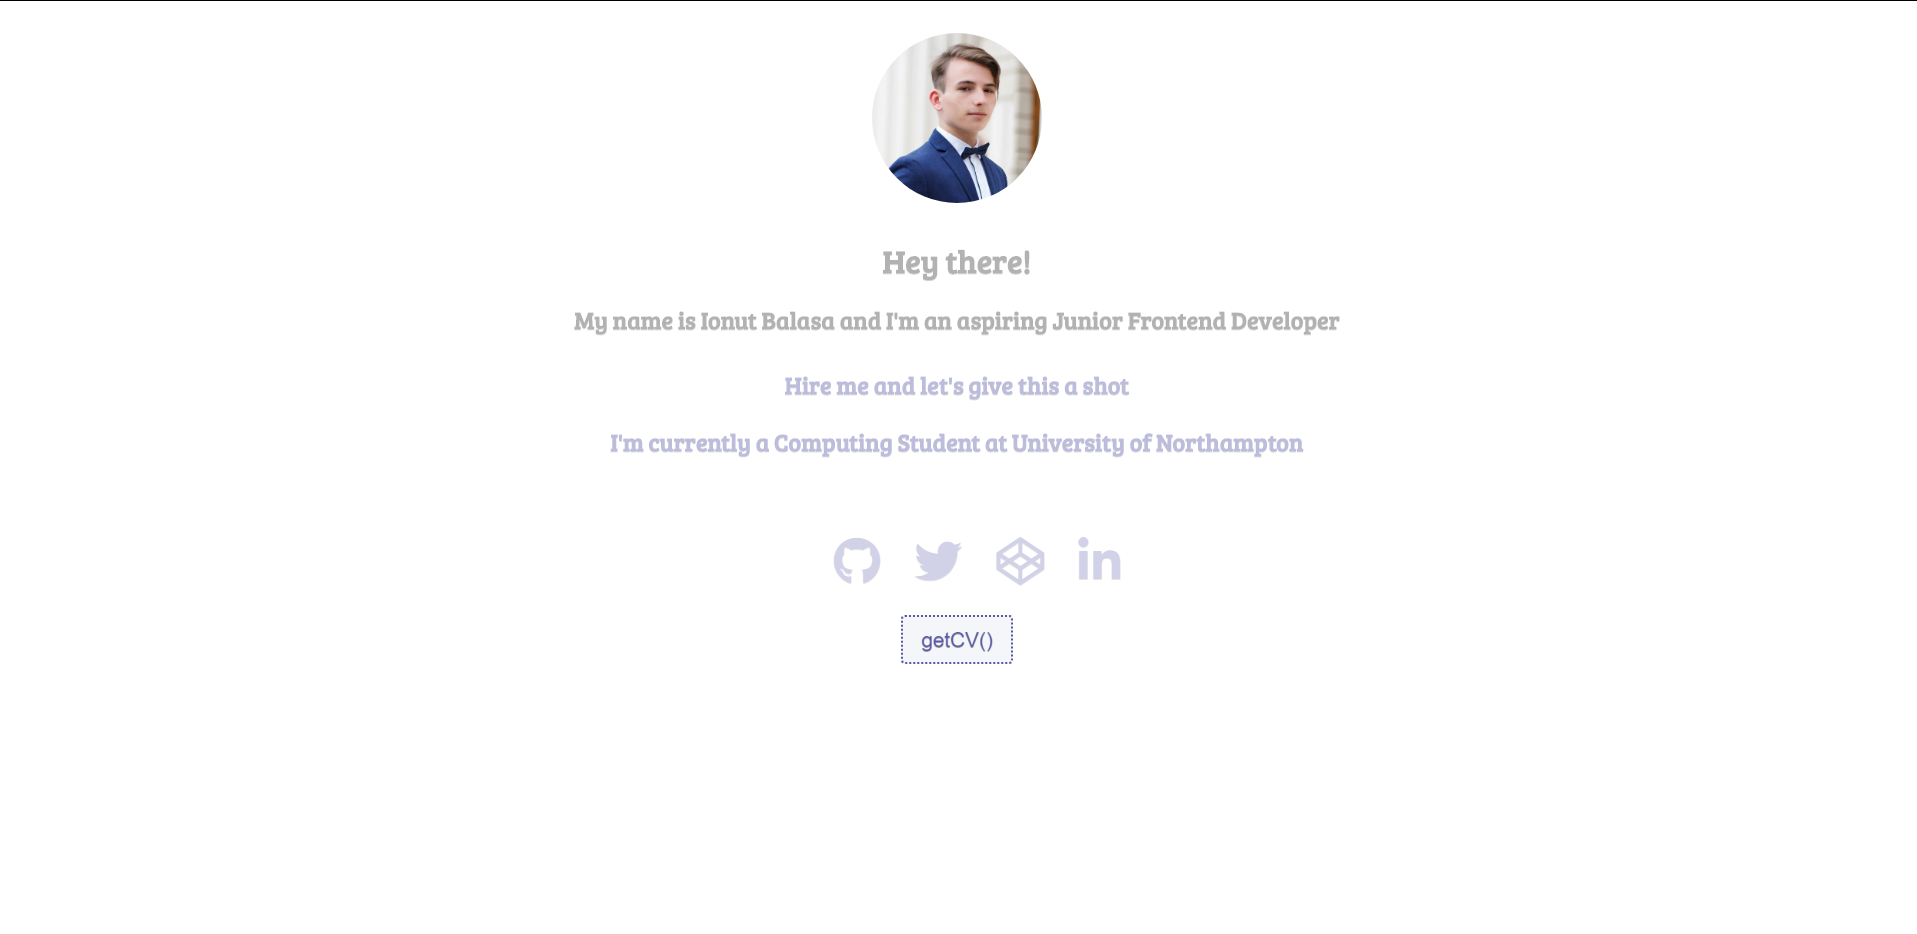 Hey there!
My name is Ionut Balasa and I'm an aspiring Junior Frontend Developer
Hire me and let's give this a shot
I'm currently a Computing Student at University of Northampton
in
getCV()